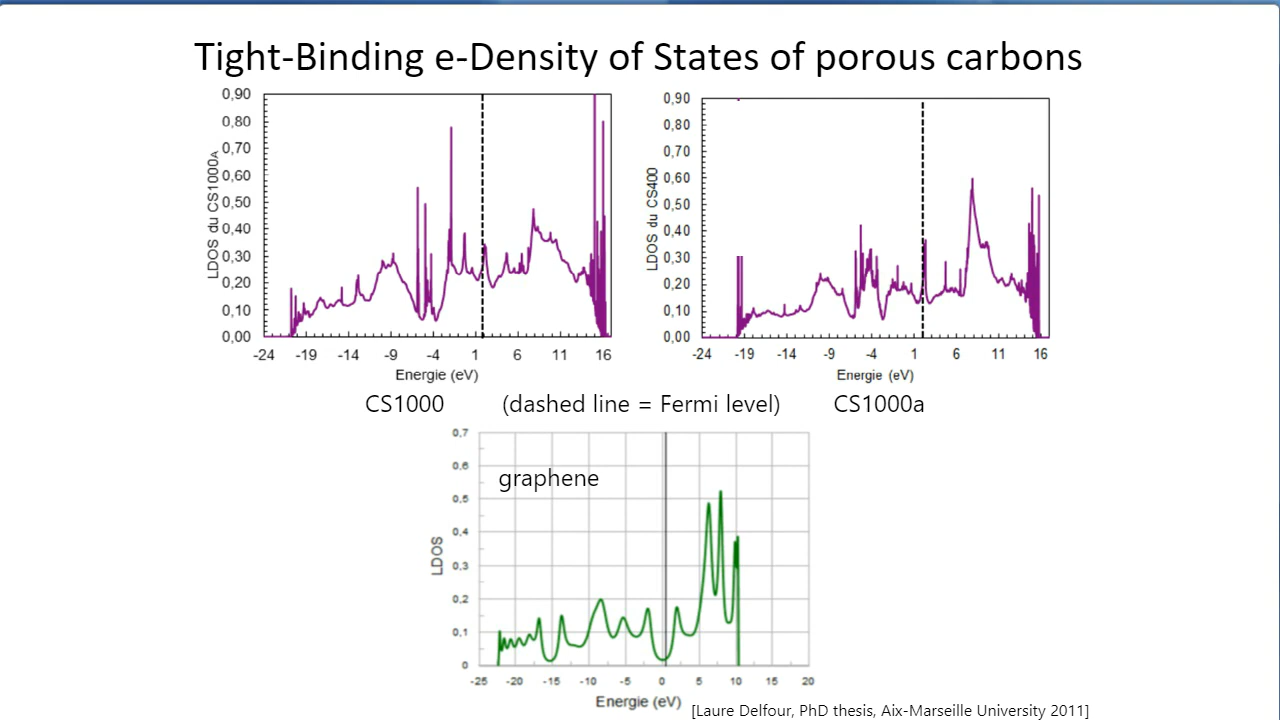 Tight-Binding e-Density of States of porous carbons
LDOS du CS1000A
0,90
0,80
0,70
0,60
0,50
0,40
0,30
0,20
0,10
0,00
-24 -19 -14 -9 -4 1 6 11 16
Energie (eV)
LDOS du CS400
0,90
0,80
0,70
0,60
0,50
0,40
0,30
0,20
0,10
0,00
-24 -19 -14 -9 -4 1 6 11 16
Energie (eV)
CS1000 (dashed line = Fermi level) CS1000a
graphene
LDOS
0,7
0,6
0,5
0,4
0,3
0,2
0,1
0
-25 -20 -15 -10 -5 0 5 10 15 20
Energie (eV)
[Laure Delfour, PhD thesis, Aix-Marseille University 2011]